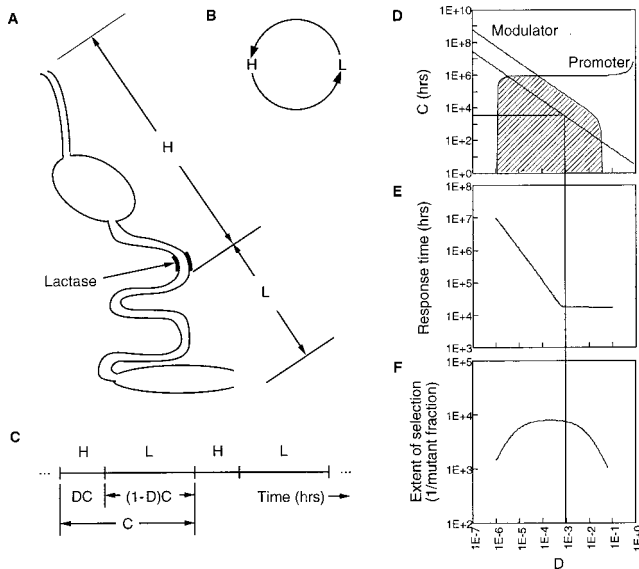 A
H
Lactase
L
B
H
L
C
H
L
H
L
...
...
DC
(1-D)C
Time (hrs)
C
D
C (hrs)
1E+10
1E+8
1E+6
1E+4
1E+2
1E+0
Modulator
Promoter
E
Response time (hrs)
1E+8
1E+7
1E+6
1E+5
1E+4
1E+3
F
Extent of selection
(1/mutant fraction)
1E+5
1E+4
1E+3
1E+2
1E-7
1E-6
1E-5
1E-4
1E-3
1E-2
1E-1
1E+0
D